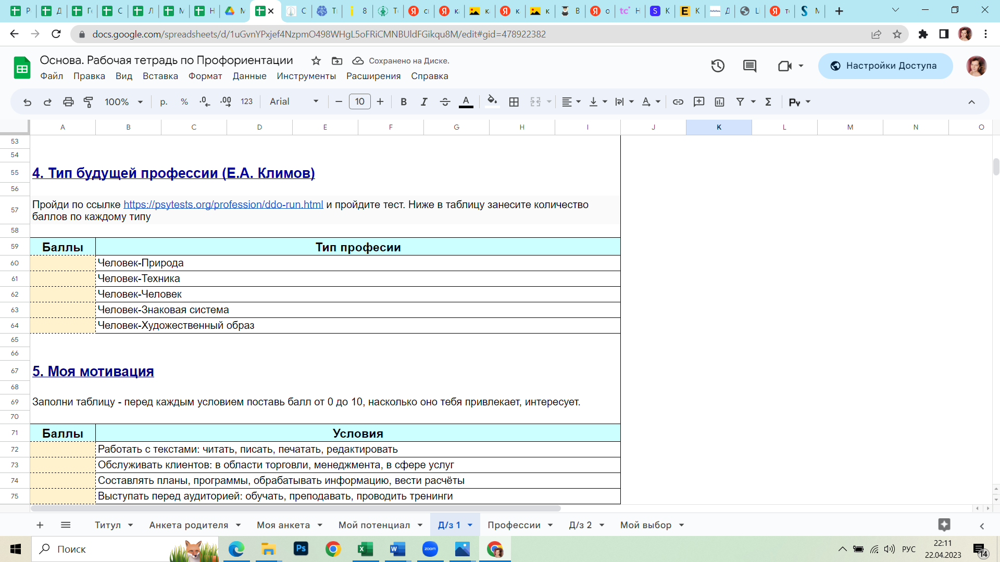 docs.google.com/spreadsheets/d/1uGvnYPxjef4NzpmO498WHgL5oFRiCMNBUldFGikqu8M/edit#gid=478922382
Основа. Рабочая тетрадь по Профориентации
Сохранено на Диске.
Файл Правка Вид Вставка Формат Данные Инструменты Расширения Справка
Настройки Доступа
100% р. % .0 .00 123 Arial 10
A B C D E F G H I J K L M N O
53
54
55 4. Тип будущей профессии (Е.А. Климов)
56
57 Пройди по ссылке https://psytests.org/profession/ddo-run.html и пройдите тест. Ниже в таблицу занесите количество
баллов по каждому типу
58
59 Баллы Тип професии
60 Человек-Природа
61 Человек-Техника
62 Человек-Человек
63 Человек-Знаковая система
64 Человек-Художественный образ
65
66
67 5. Моя мотивация
68
69 Заполни таблицу - перед каждым условием поставь балл от 0 до 10, насколько оно тебя привлекает, интересует.
70
71 Баллы Условия
72 Работать с текстами: читать, писать, печатать, редактировать
73 Обслуживать клиентов: в области торговли, менеджмента, в сфере услуг
74 Составлять планы, программы, обрабатывать информацию, вести расчёты
75 Выступать перед аудиторией: обучать, преподавать, проводить тренинги
Титул Анкета родителя Моя анкета Мой потенциал Д/з 1 Профессии Д/з 2 Мой выбор
Поиск
Ps
zoom
РУС
22:11
22.04.2023
14